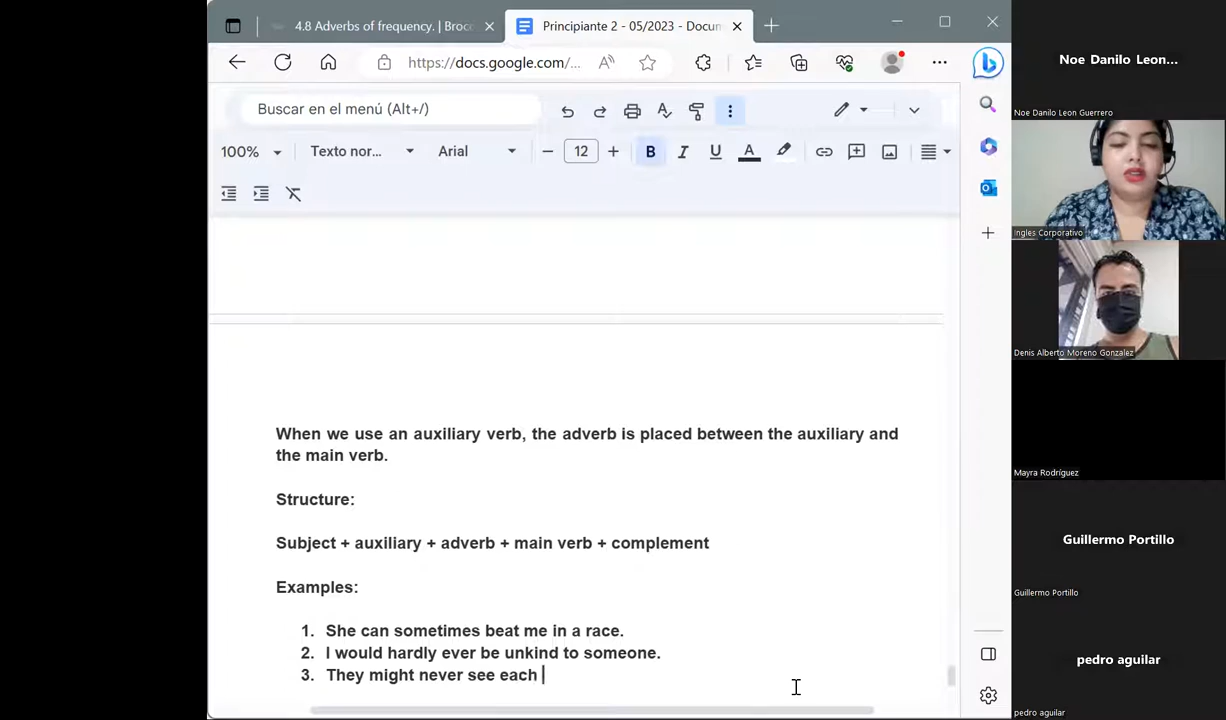 4.8 Adverbs of frequency. | Broce
Principiante 2 - 05/2023 - Docum
https://docs.google.com/...
Buscar en el menú (Alt+/)
100%
Texto nor...
Arial
12
When we use an auxiliary verb, the adverb is placed between the auxiliary and
the main verb.
Structure:
Subject + auxiliary + adverb + main verb + complement
Examples:
1. She can sometimes beat me in a race.
2. I would hardly ever be unkind to someone.
3. They might never see each
Noe Danilo Leon...
Noe Danilo Leon Guerrero
Ingles Corporativo
Denis Alberto Moreno Gonzalez
Mayra Rodríguez
Guillermo Portillo
Guillermo Portillo
pedro aguilar
pedro aguilar